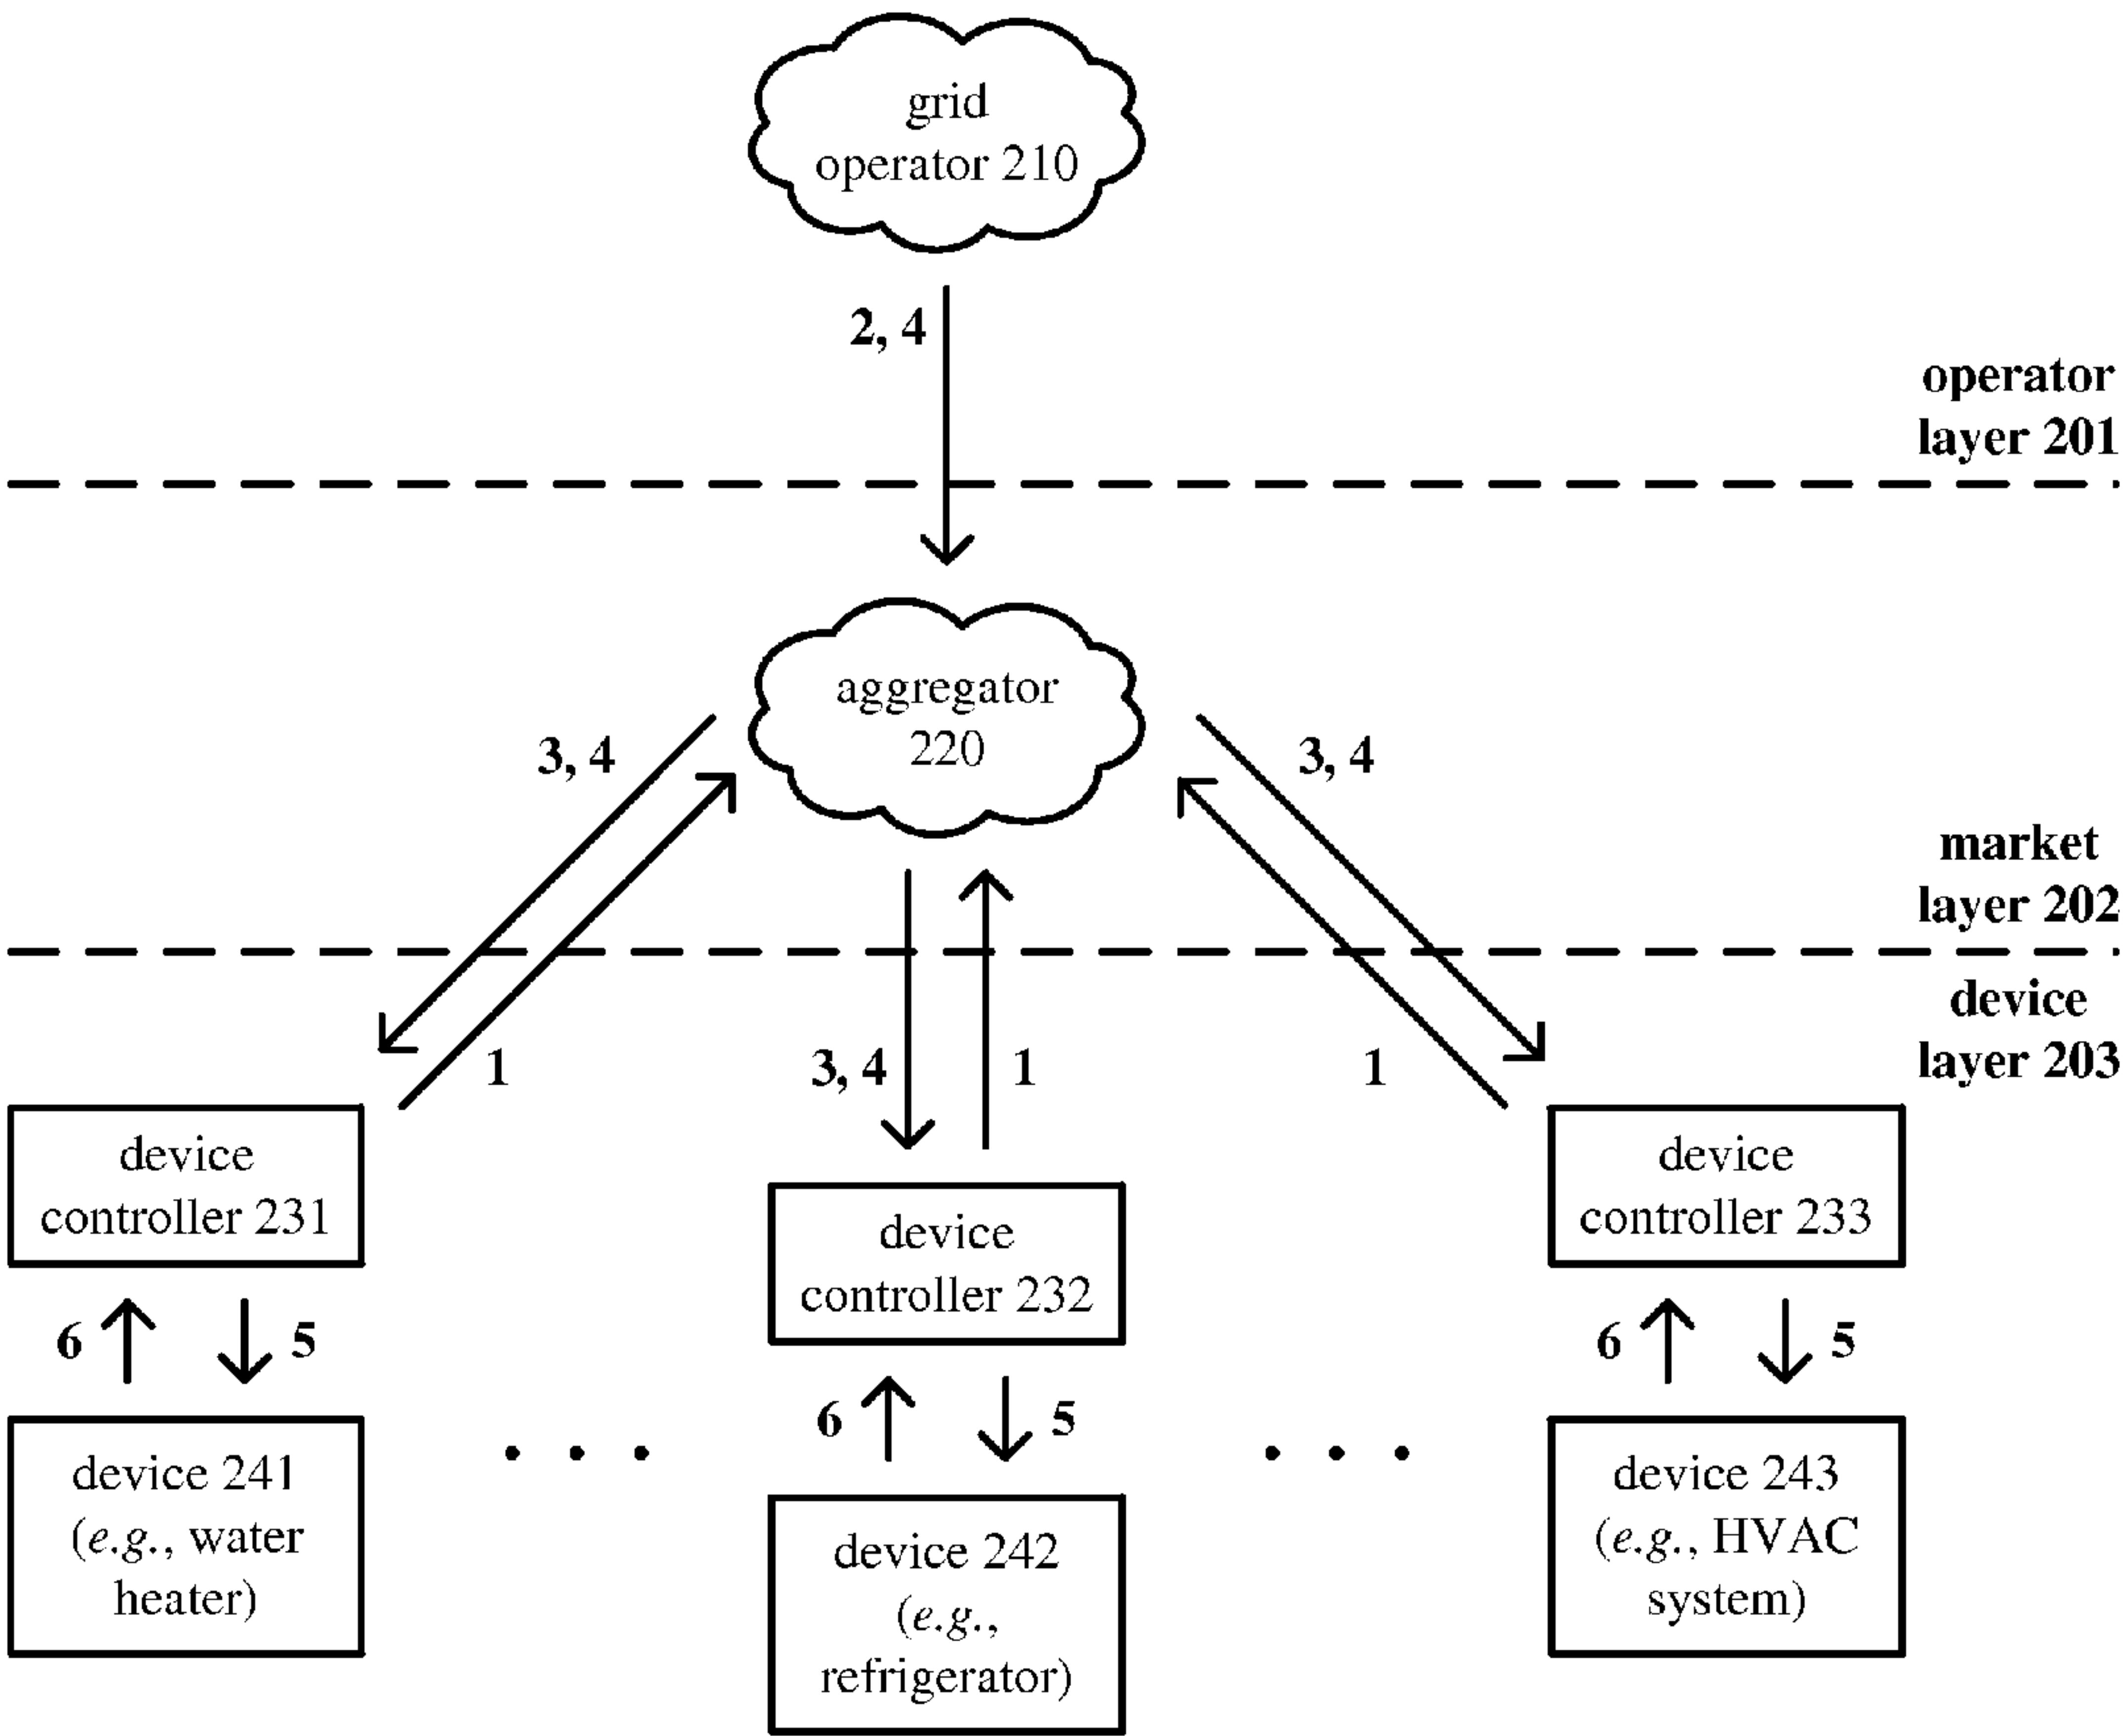 grid
operator 210
2, 4
operator
layer 201
aggregator
220
3, 4
3, 4
market
layer 202
device
layer 203
1
3, 4
1
1
device
controller 231
device
controller 232
device
controller 233
6
5
6
5
6
5
device 241
(e.g., water
heater)
. . .
device 242
(e.g.,
refrigerator)
. . .
device 243
(e.g., HVAC
system)